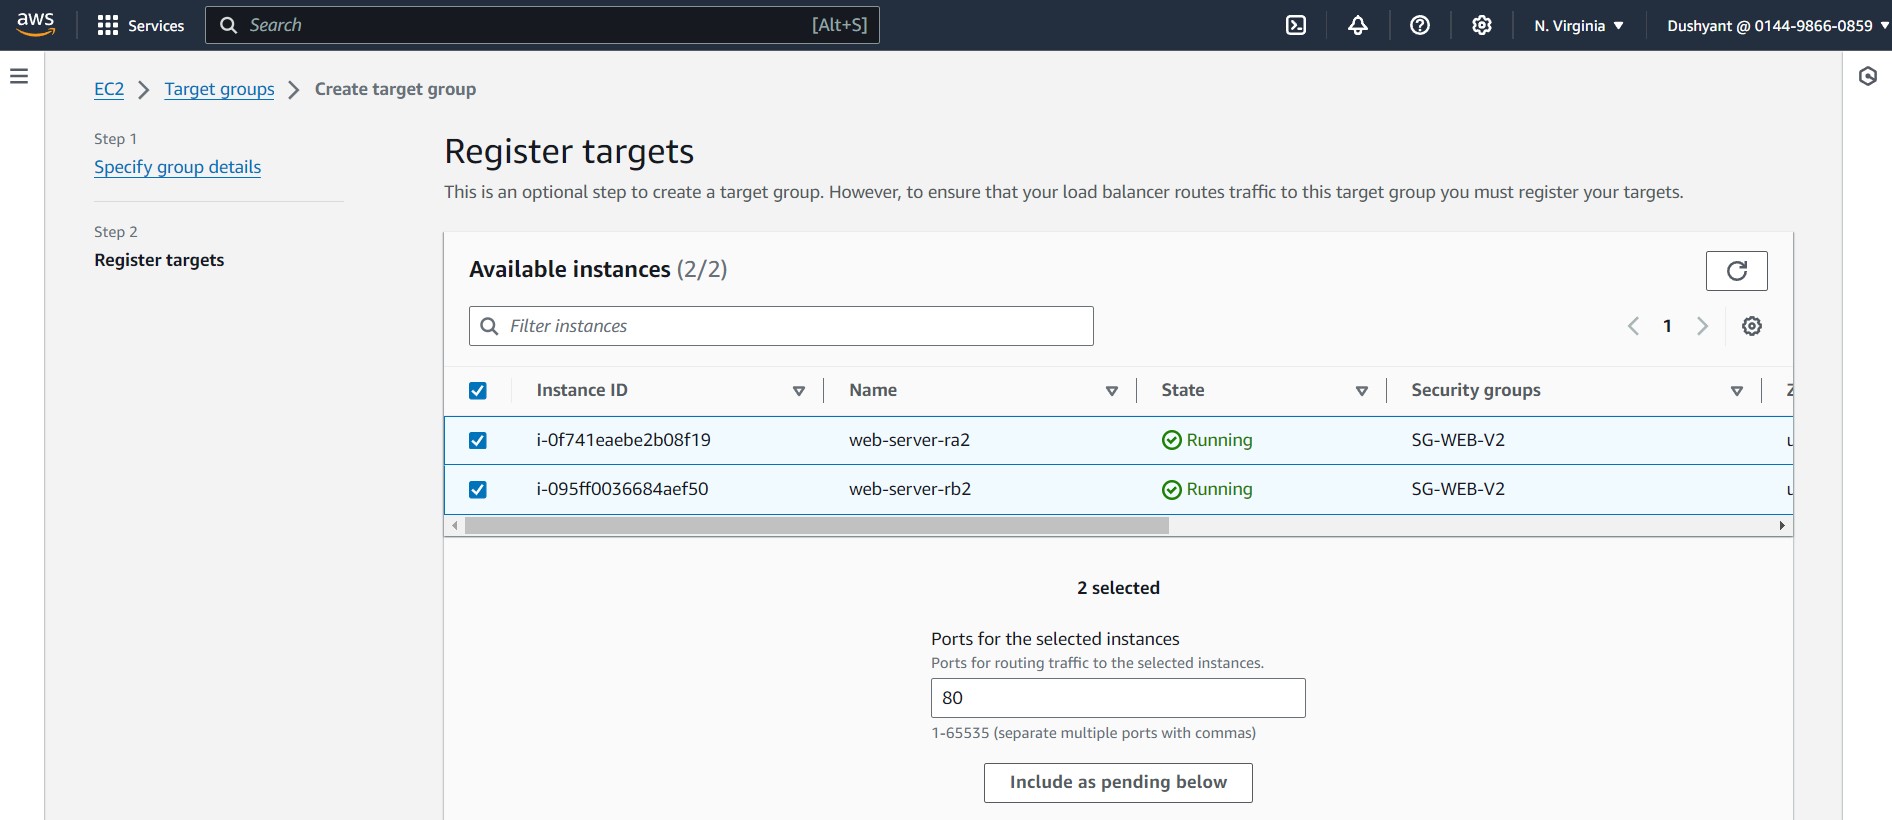 aws
Services
Search [Alt+S]
N. Virginia
Dushyant @ 0144-9866-0859
EC2 Target groups Create target group
Step 1
Specify group details
Step 2
Register targets
Register targets
This is an optional step to create a target group. However, to ensure that your load balancer routes traffic to this target group you must register your targets.
Available instances (2/2)
Filter instances
1
Instance ID Name State Security groups
i-0f741eaebe2b08f19 web-server-ra2 Running SG-WEB-V2
i-095ff0036684aef50 web-server-rb2 Running SG-WEB-V2
2 selected
Ports for the selected instances
Ports for routing traffic to the selected instances.
80
1-65535 (separate multiple ports with commas)
Include as pending below